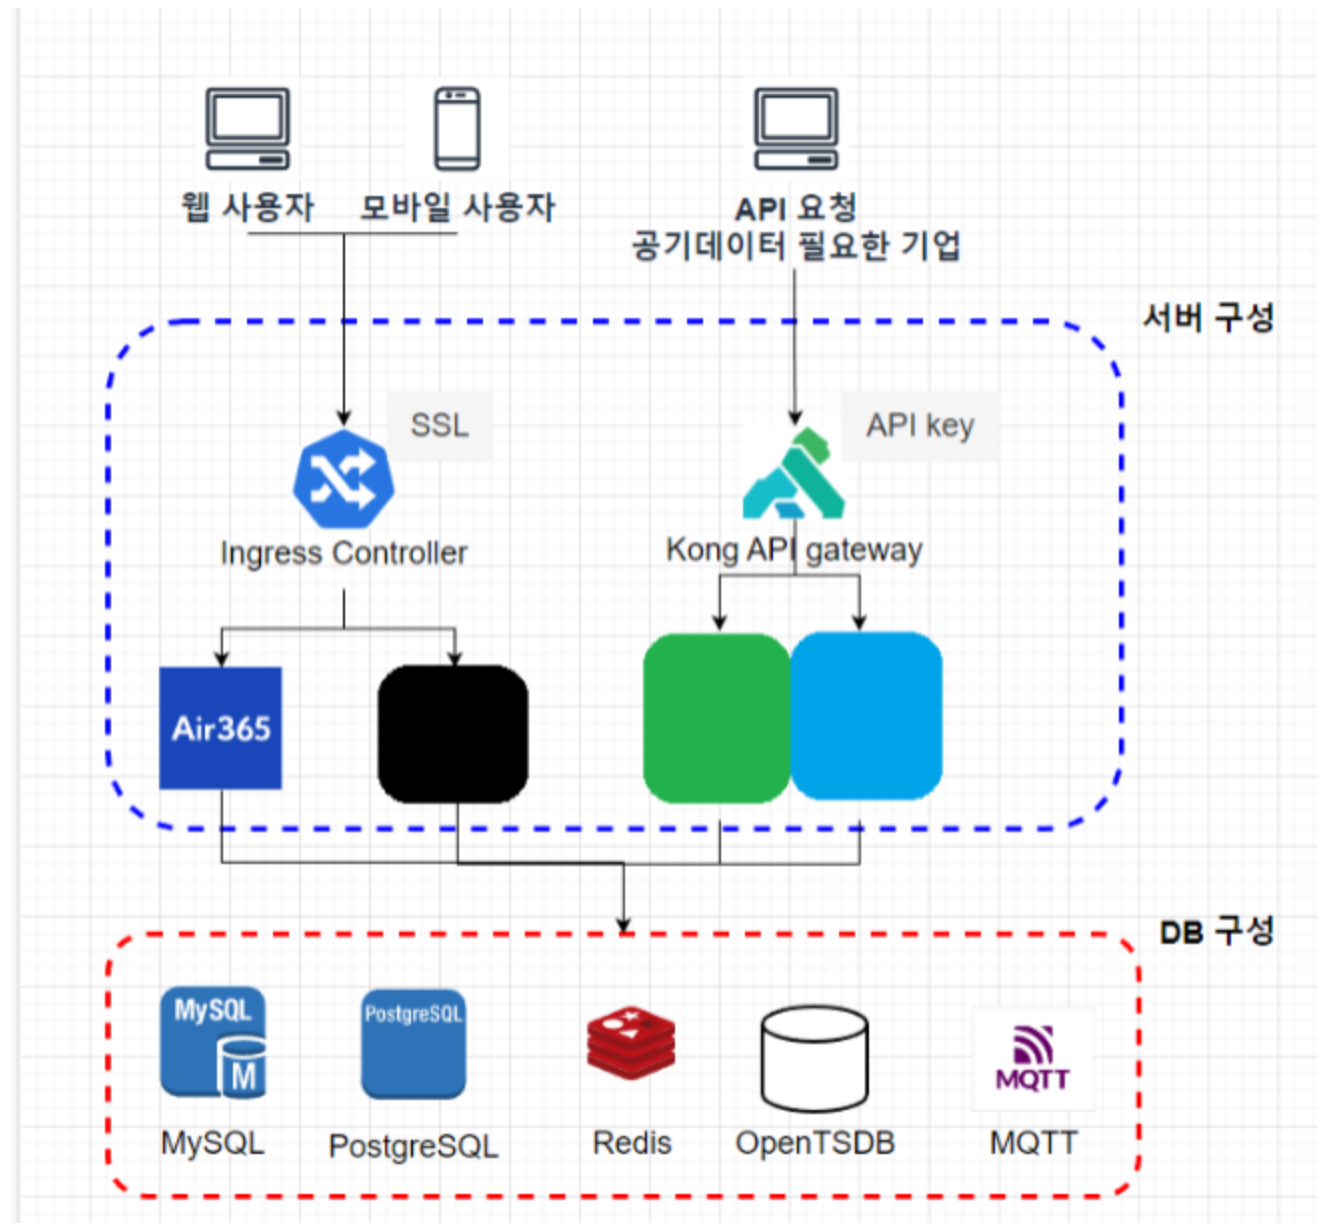 웹 사용자
모바일 사용자
API 요청
공기데이터 필요한 기업
서버 구성
SSL
API key
Ingress Controller
Kong API gateway
Air365
DB 구성
MySQL
M
PostgreSQL
MQTT
MySQL
PostgreSQL
Redis
OpenTSDB
MQTT